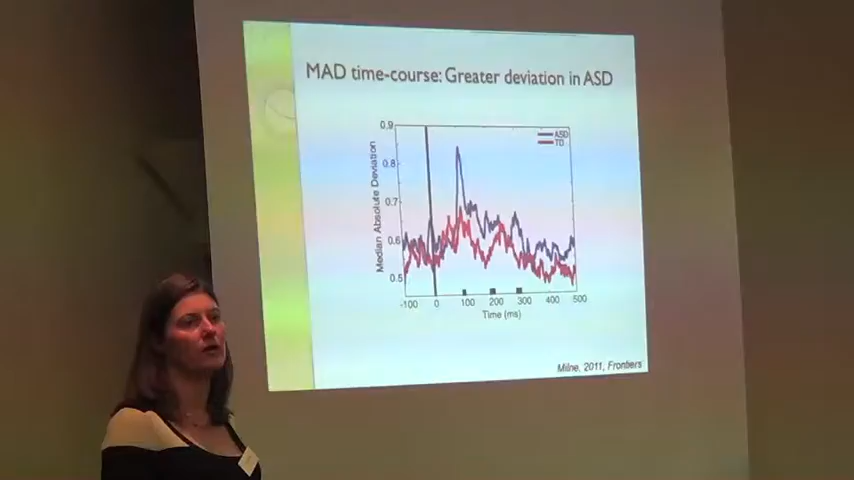 MAD time-course: Greater deviation in ASD
0.9
0.8
0.7
0.6
0.5
Median Absolute Deviation
ASD
TD
-100 0 100 200 300 400 500
Time (ms)
Milne, 2011, Frontiers